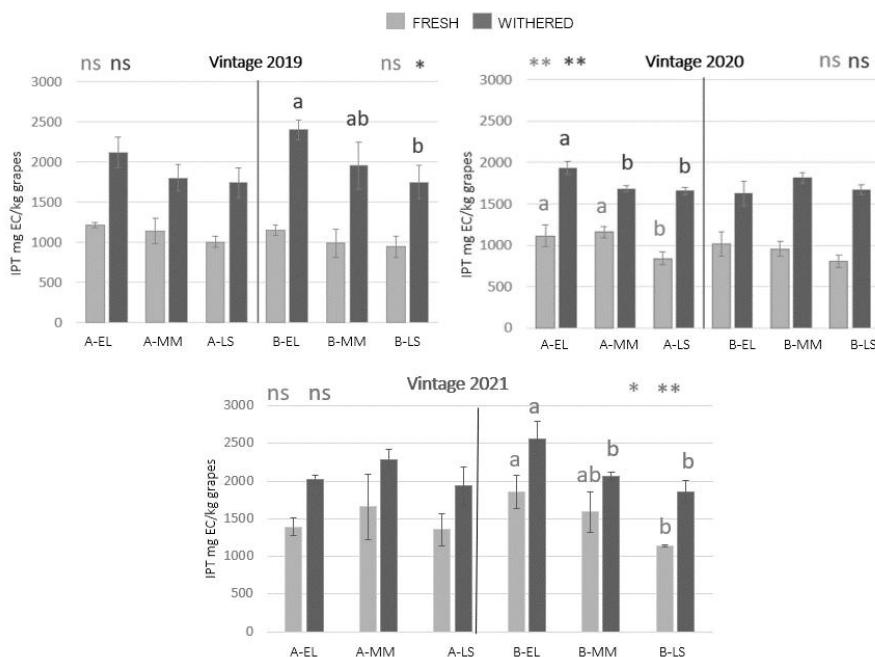 FRESH WITHERED
ns ns Vintage 2019 ns *
3000
2500
2000
1500
1000
500
0
IPT mg EC/kg grapes
a ab b
A-EL A-MM A-LS B-EL B-MM B-LS
** ** Vintage 2020 ns ns
3000
2500
2000
1500
1000
500
0
IPT mg EC/kg grapes
a b b
a a b
A-EL A-MM A-LS B-EL B-MM B-LS
Vintage 2021
ns ns * **
3000
2500
2000
1500
1000
500
0
IPT mg EC/kg grapes
a b b
a ab b
A-EL A-MM A-LS B-EL B-MM B-LS